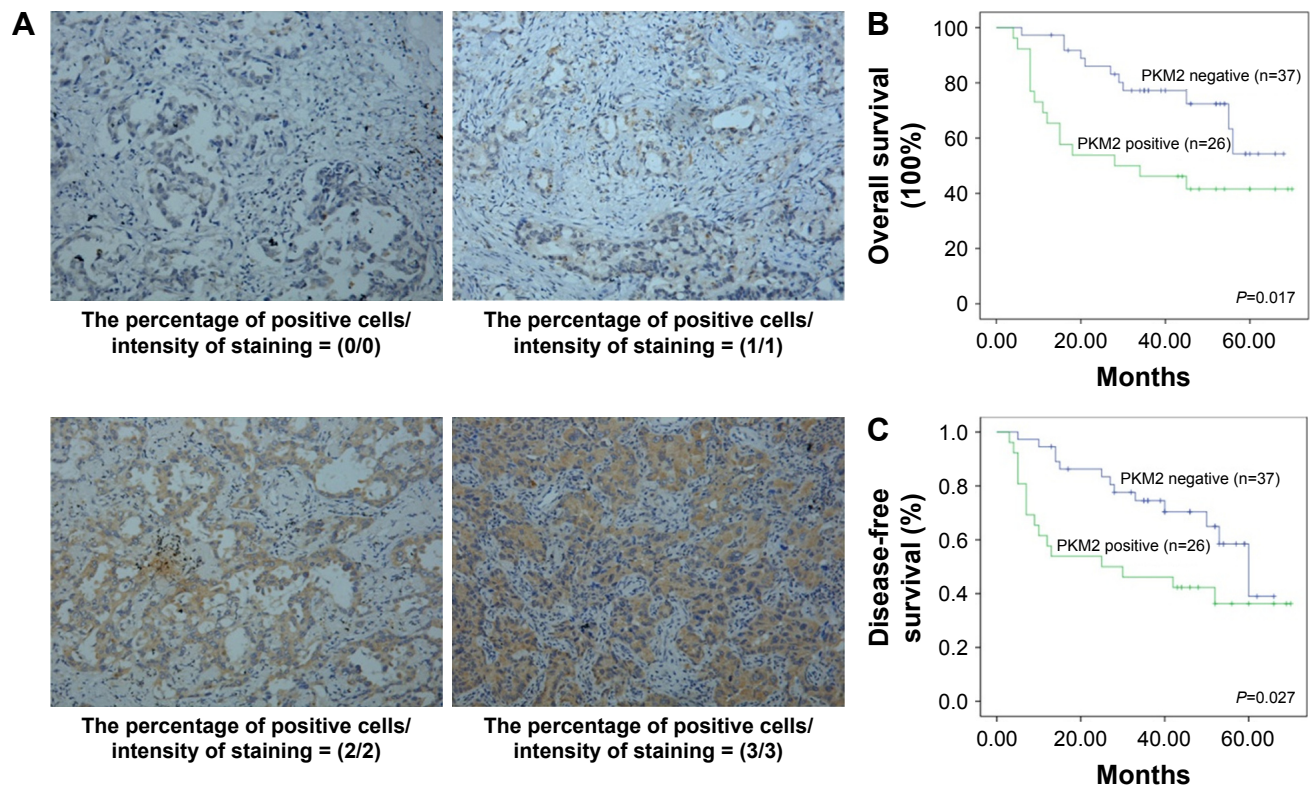 A
The percentage of positive cells/
intensity of staining = (0/0)
The percentage of positive cells/
intensity of staining = (1/1)
The percentage of positive cells/
intensity of staining = (2/2)
The percentage of positive cells/
intensity of staining = (3/3)
B
Overall survival
(100%)
100
80
60
40
20
0
PKM2 negative (n=37)
PKM2 positive (n=26)
P=0.017
0.00 20.00 40.00 60.00
Months
C
Disease-free
survival (%)
1.0
0.8
0.6
0.4
0.2
0.0
PKM2 negative (n=37)
PKM2 positive (n=26)
P=0.027
0.00 20.00 40.00 60.00
Months